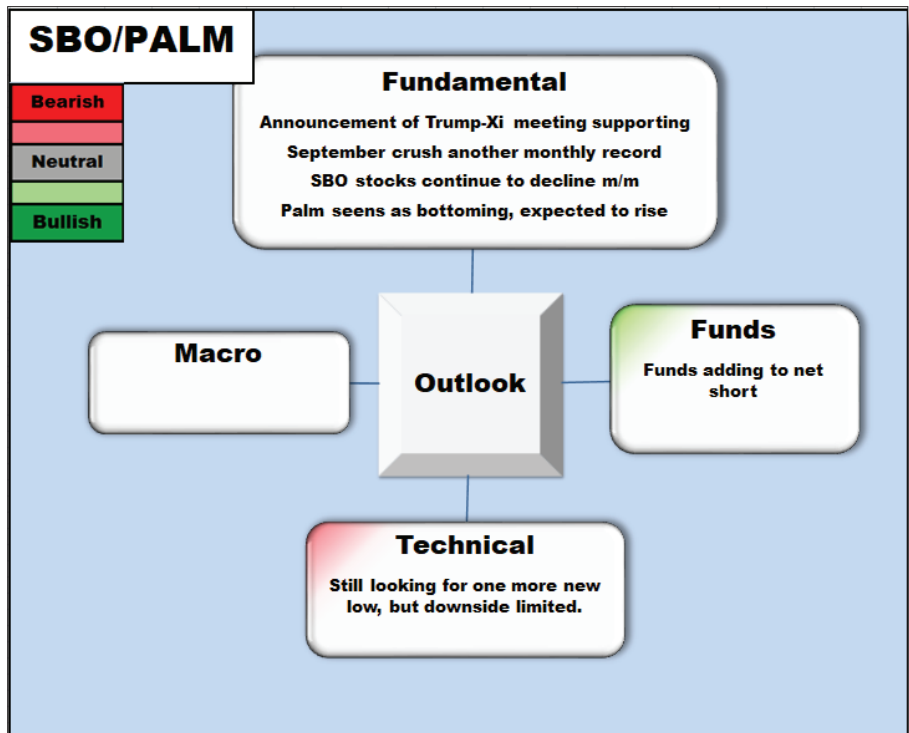 SBO/PALM
Bearish
Neutral
Bullish
Fundamental
Announcement of Trump-Xi meeting supporting
September crush another monthly record
SBO stocks continue to decline m/m
Palm seens as bottoming, expected to rise
Macro
Outlook
Funds
Funds adding to net
short
Technical
Still looking for one more new
low, but downside limited.